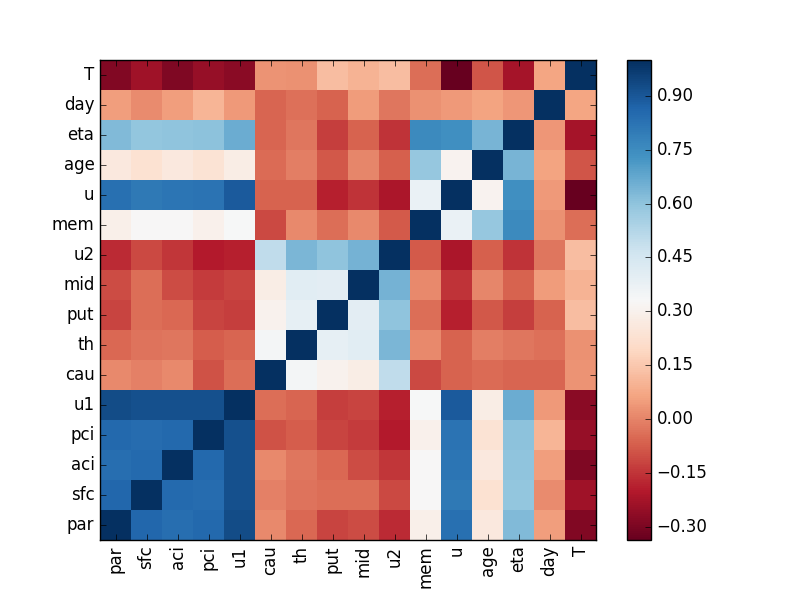 T
day
eta
age
u
mem
u2
mid
put
th
cau
u1
pci
aci
sfc
par
par sfc aci pci u1 cau th put mid u2 mem u age eta day T
0.90
0.75
0.60
0.45
0.30
0.15
0.00
−0.15
−0.30